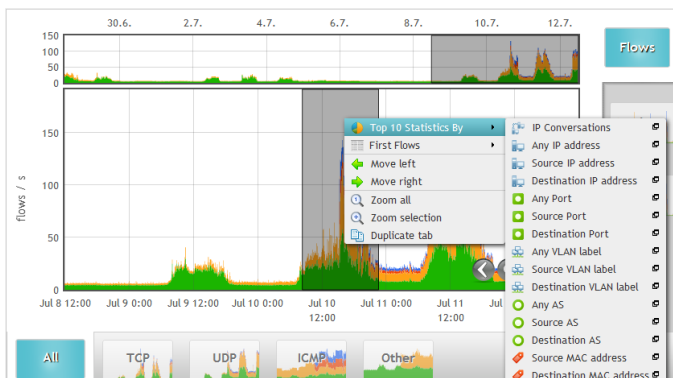 30.6. 2.7. 4.7. 6.7. 8.7. 10.7. 12.7.
150
100
50
0
Flows
150
100
50
0
flows / s
Top 10 Statistics By
First Flows
Move left
Move right
Zoom all
Zoom selection
Duplicate tab
IP Conversations
Any IP address
Source IP address
Destination IP address
Any Port
Source Port
Destination Port
Any VLAN label
Source VLAN label
Destination VLAN label
Any AS
Source AS
Destination AS
Source MAC address
Destination MAC address
Jul 8 12:00 Jul 9 0:00 Jul 9 12:00 Jul 10 0:00 Jul 10 12:00 Jul 11 0:00 Jul 11 12:00 Jul
All TCP UDP ICMP Other